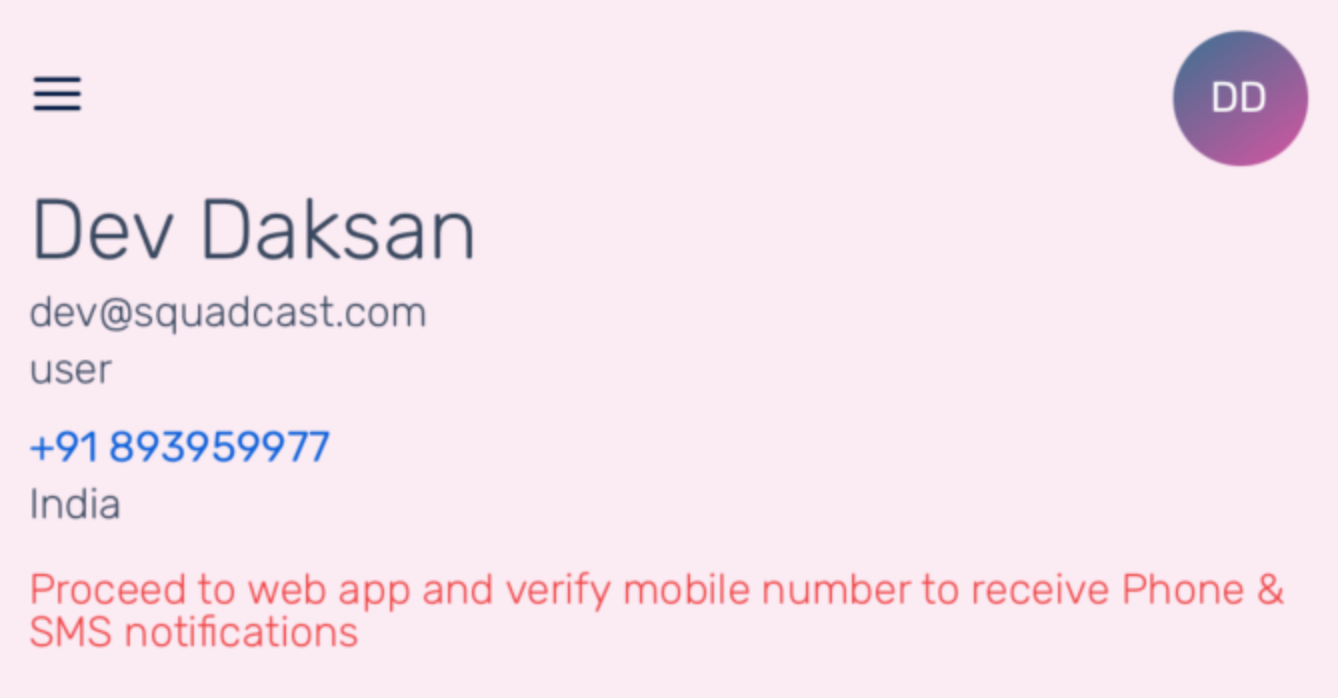 DD
Dev Daksan
dev@squadcast.com
user
+91 893959977
India
Proceed to web app and verify mobile number to receive Phone &
SMS notifications